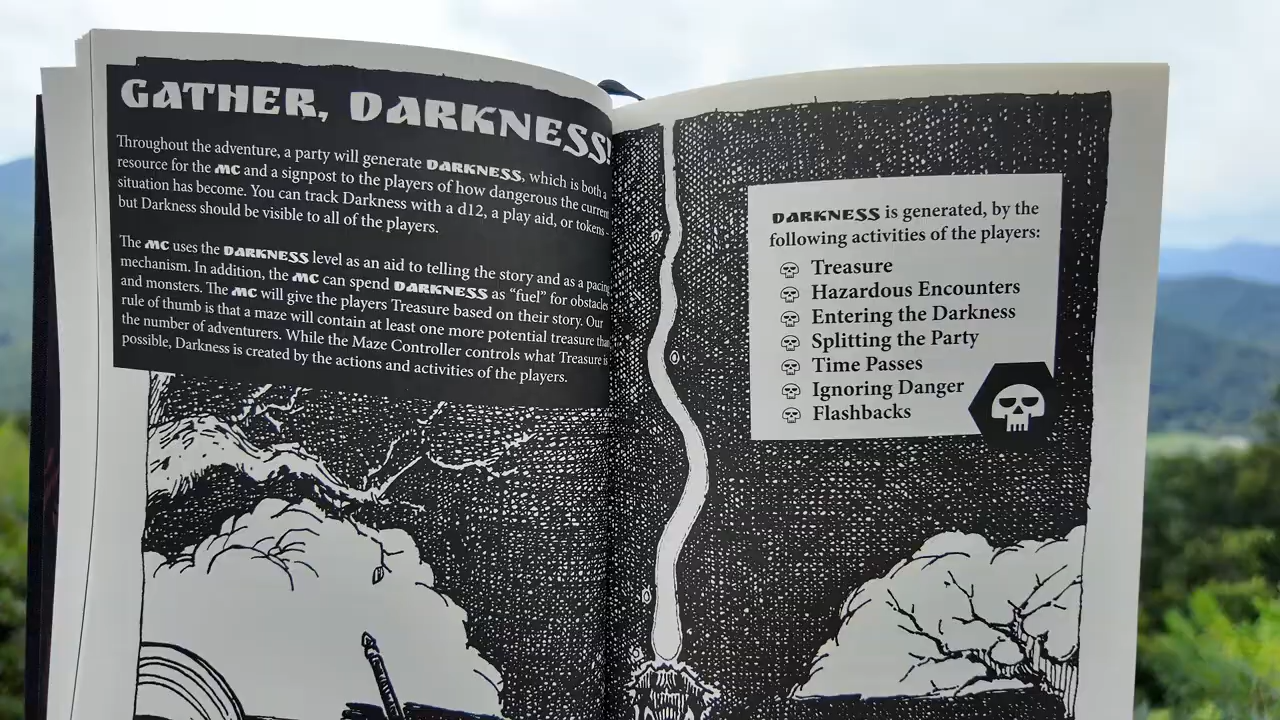 GATHER, DARKNESS!
Throughout the adventure, a party will generate DARKNESS, which is both a
resource for the MC and a signpost to the players of how dangerous the current
situation has become. You can track Darkness with a d12, a play aid, or tokens
but Darkness should be visible to all of the players.
The MC uses the DARKNESS level as an aid to telling the story and as a pacing
mechanism. In addition, the MC can spend DARKNESS as “fuel” for obstacles
and monsters. The MC will give the players Treasure based on their story. Our
rule of thumb is that a maze will contain at least one more potential treasure than
the number of adventurers. While the Maze Controller controls what Treasure is
possible, Darkness is created by the actions and activities of the players.
DARKNESS is generated, by the
following activities of the players:
Treasure
Hazardous Encounters
Entering the Darkness
Splitting the Party
Time Passes
Ignoring Danger
Flashbacks